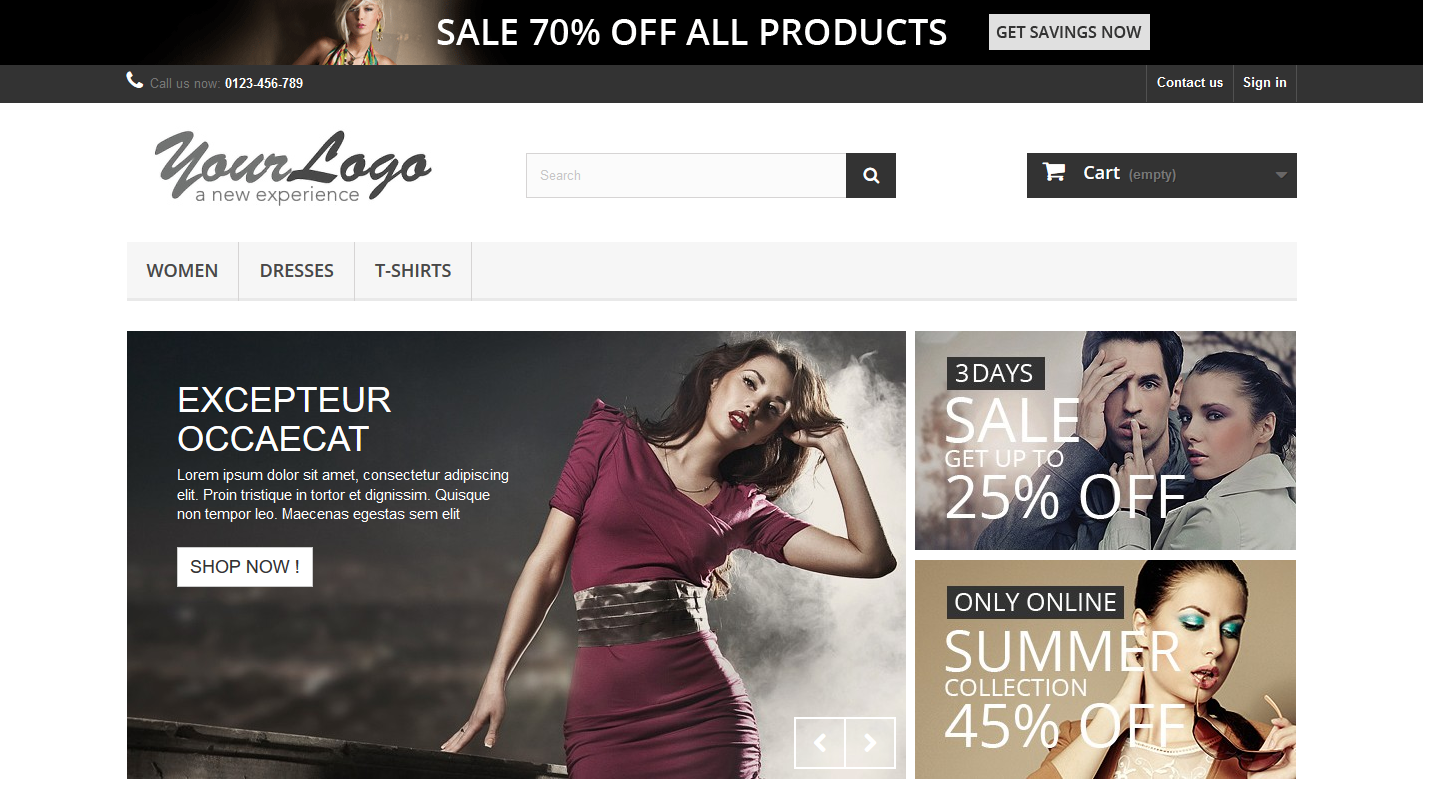 SALE 70% OFF ALL PRODUCTS
GET SAVINGS NOW
Call us now: 0123-456-789
Contact us
Sign in
YourLogo
a new experience
Search
Cart (empty)
WOMEN
DRESSES
T-SHIRTS
EXCEPTEUR
OCCAECAT
Lorem ipsum dolor sit amet, consectetur adipiscing
elit. Proin tristique in tortor et dignissim. Quisque
non tempor leo. Maecenas egestas sem elit
SHOP NOW !
3 DAYS
SALE
GET UP TO
25% OFF
ONLY ONLINE
SUMMER
COLLECTION
45% OFF